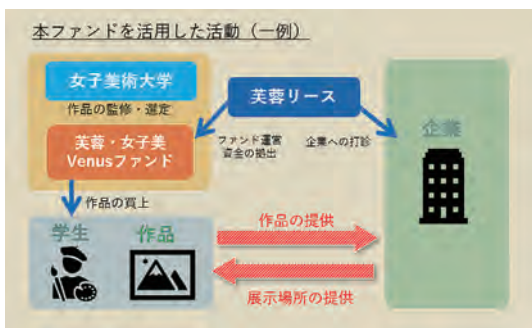 本ファンドを活用した活動（一例）
女子美術大学
作品の監修・選定
芙蓉・女子美
Venusファンド
芙蓉リース
ファンド運営
資金の拠出
企業への打診
企業
作品の買上
学生
作品
作品の提供
展示場所の提供